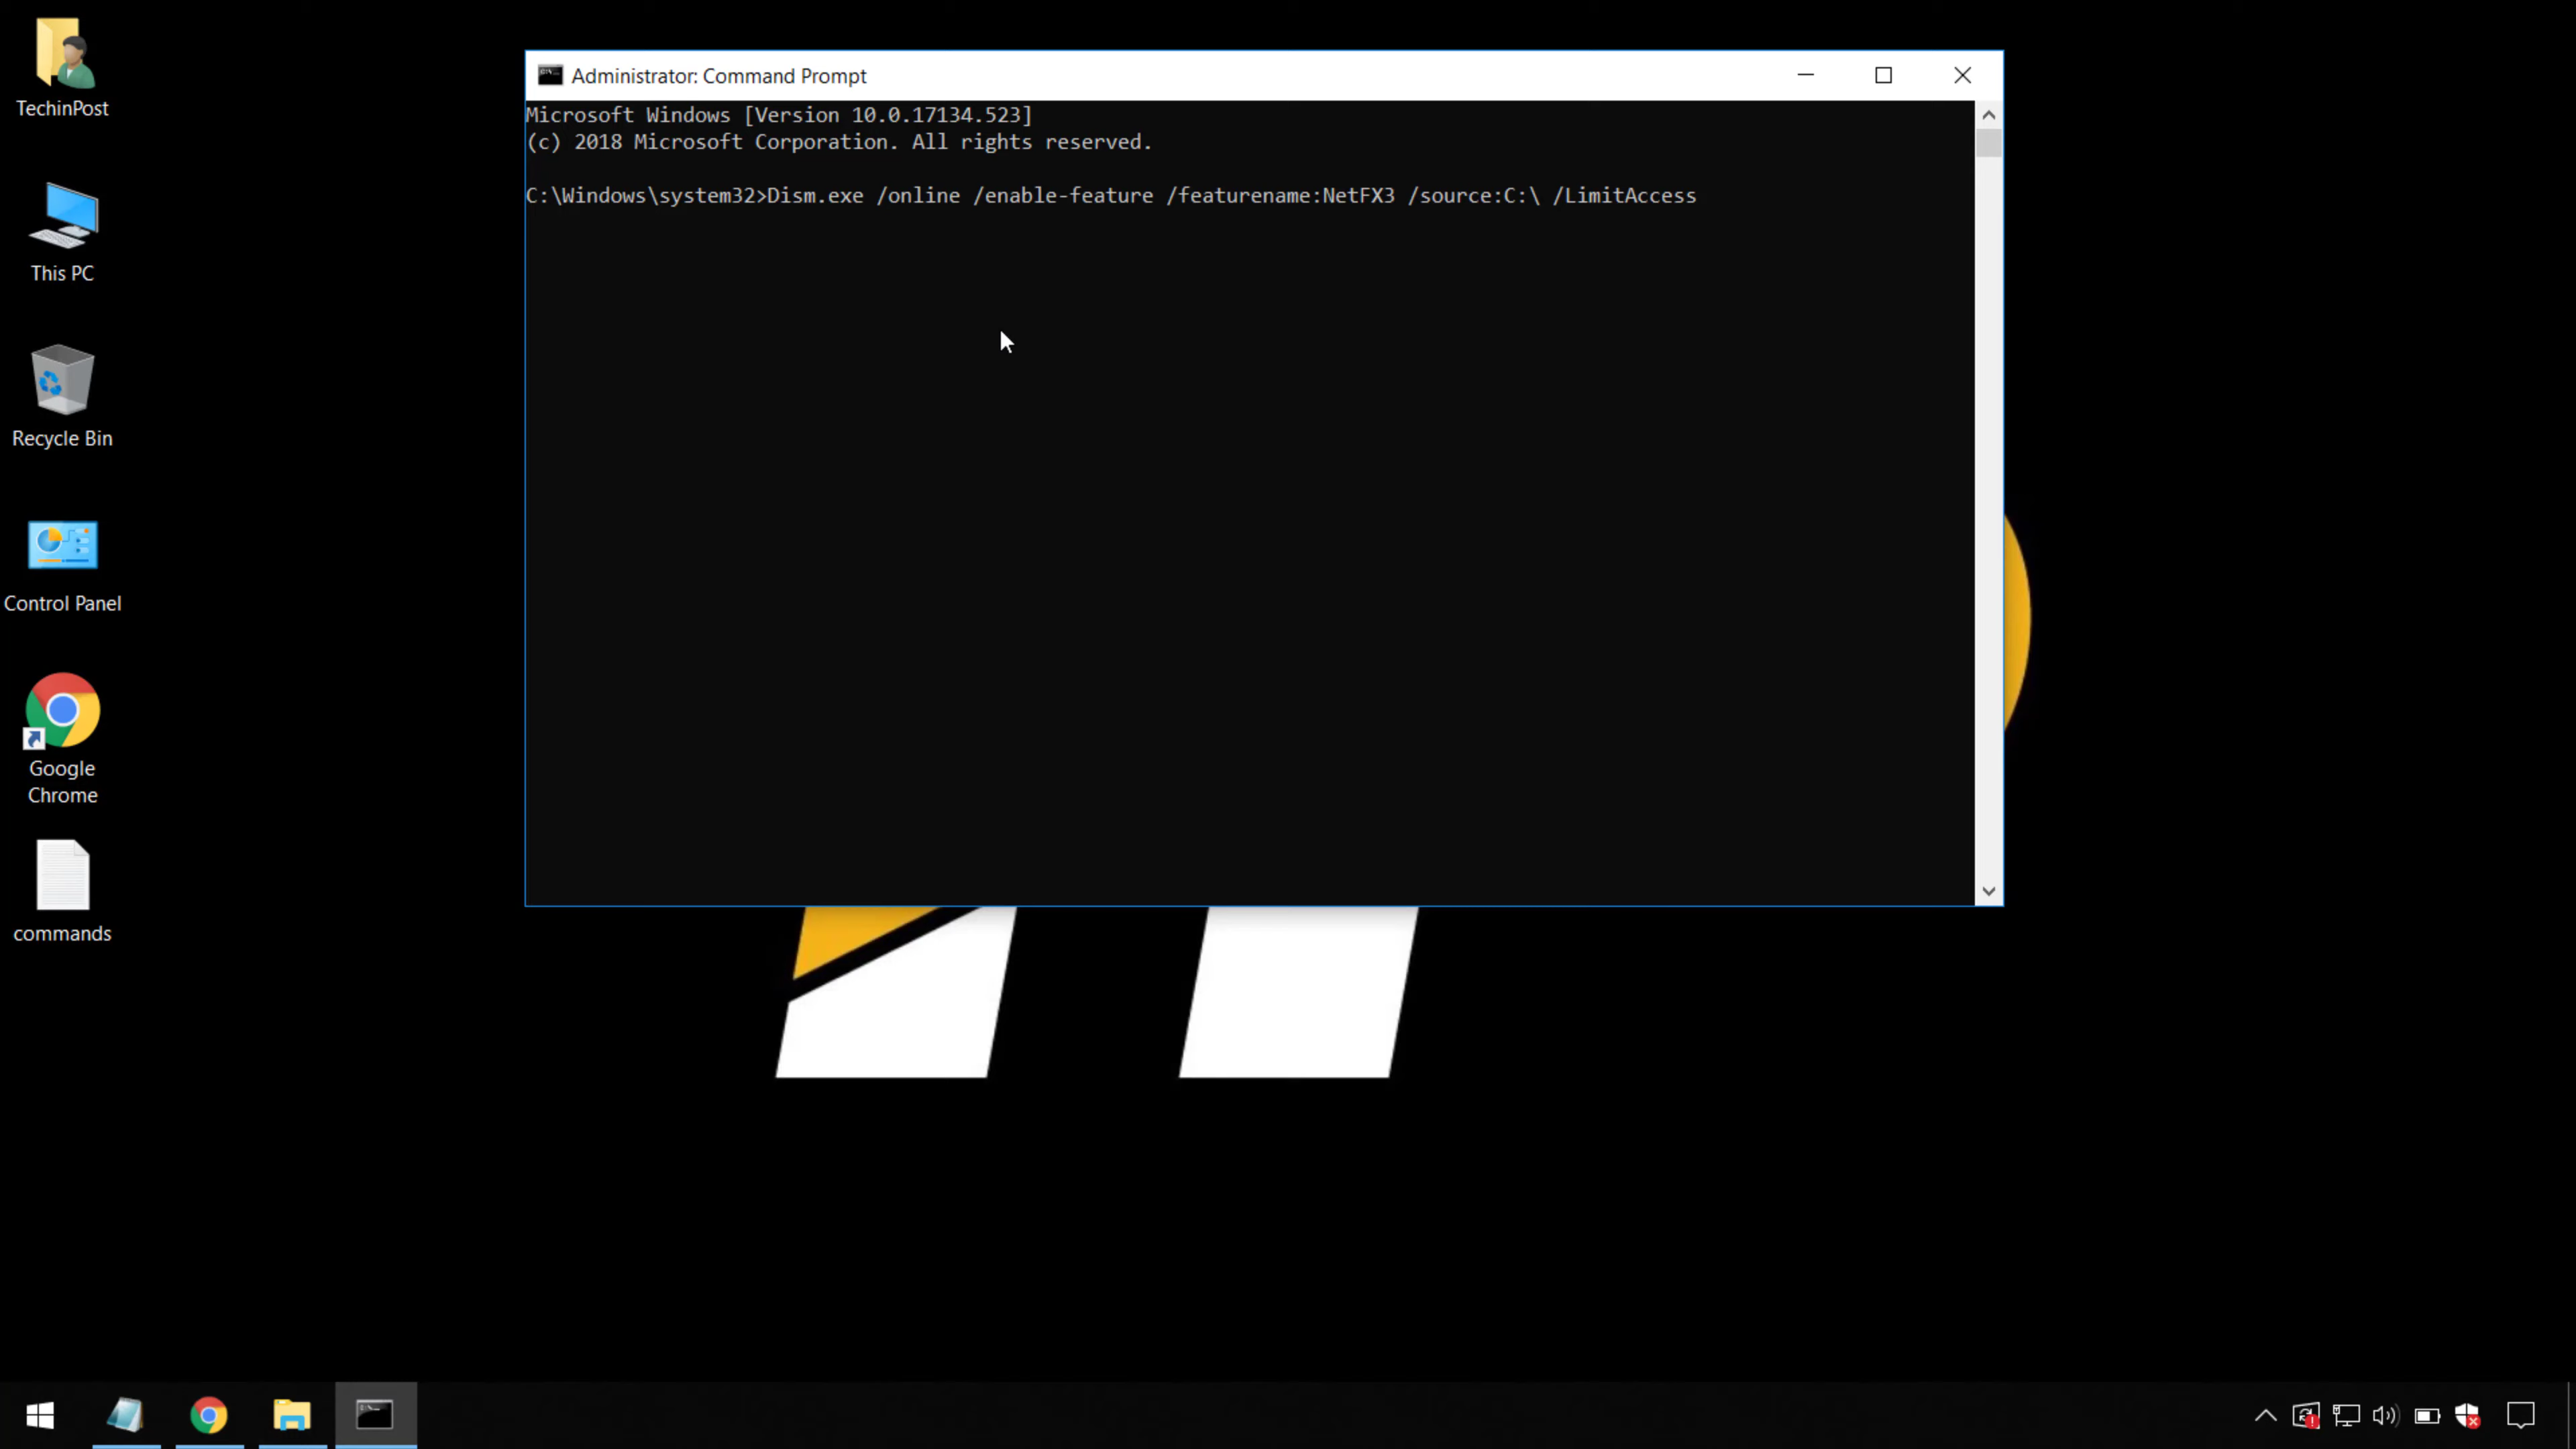 TechinPost
This PC
Recycle Bin
Control Panel
Google
Chrome
commands
Administrator: Command Prompt
Microsoft Windows [Version 10.0.17134.523]
(c) 2018 Microsoft Corporation. All rights reserved.
C:\Windows\system32>Dism.exe /online /enable-feature /featurename:NetFX3 /source:C:\ /LimitAccess